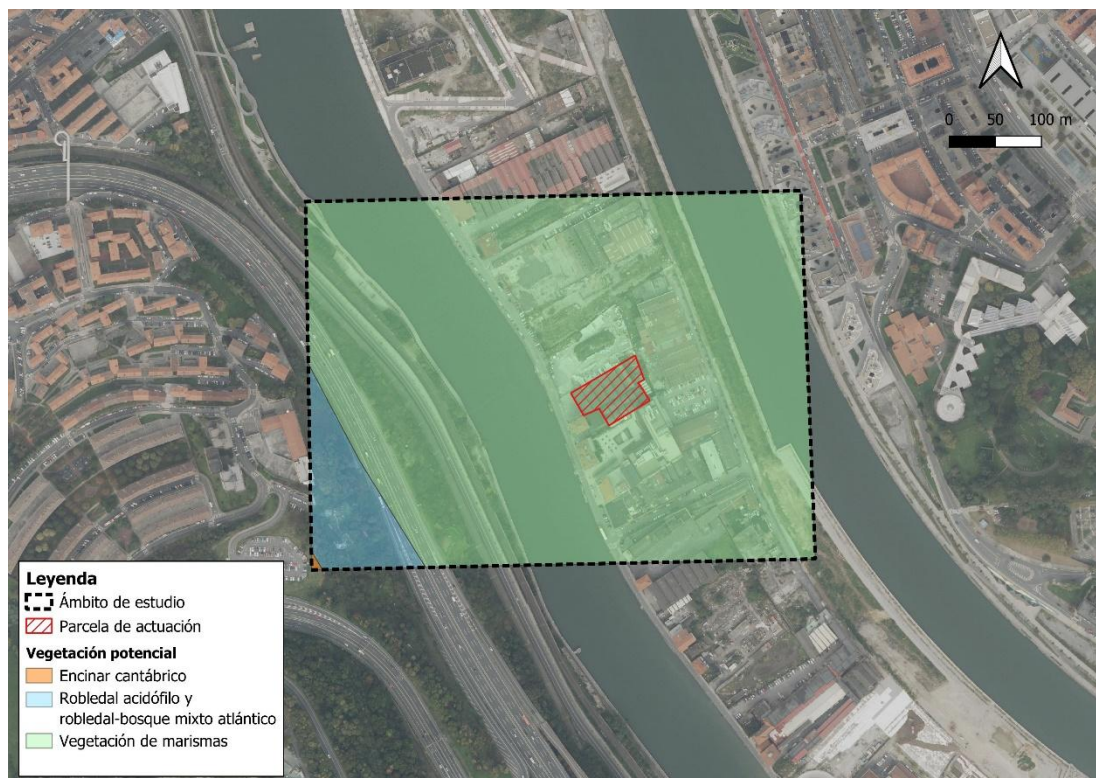 0 50 100 m
Leyenda
Ámbito de estudio
Parcela de actuación
Vegetación potencial
Encinar cantábrico
Robledal acidófilo y
robledal-bosque mixto atlántico
Vegetación de marismas